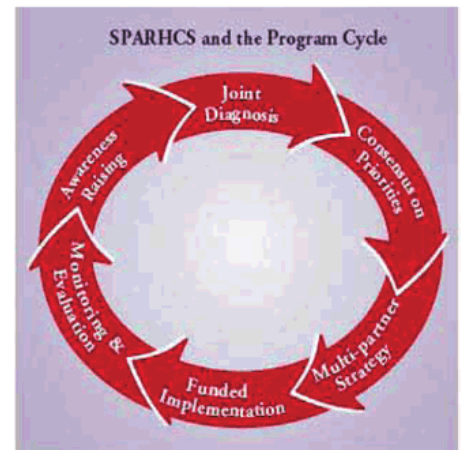 SPARHCS and the Program Cycle
Joint
Diagnosis
Consensus on
Priorities
Multi-partner
Strategy
Funded
Implementation
Monitoring &
Evaluation
Awareness
Raising